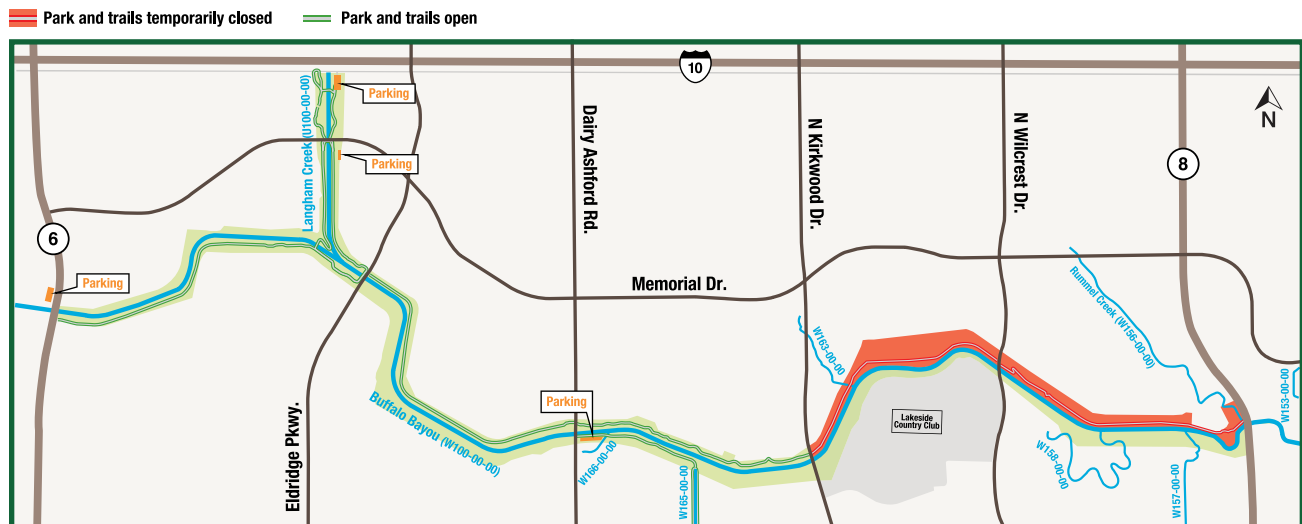 Park and trails temporarily closed
Park and trails open
10
Parking
Langham Creek (U100-00-00)
Parking
Dairy Ashford Rd.
N Kirkwood Dr.
N Wilcrest Dr.
N
8
6
Parking
Memorial Dr.
Rummel Creek (W156-00-00)
W163-00-00
W153-00-00
Eldridge Pkwy.
Buffalo Bayou (W100-00-00)
Parking
Lakeside
Country Club
W166-00-00
W165-00-00
W158-00-00
W157-00-00